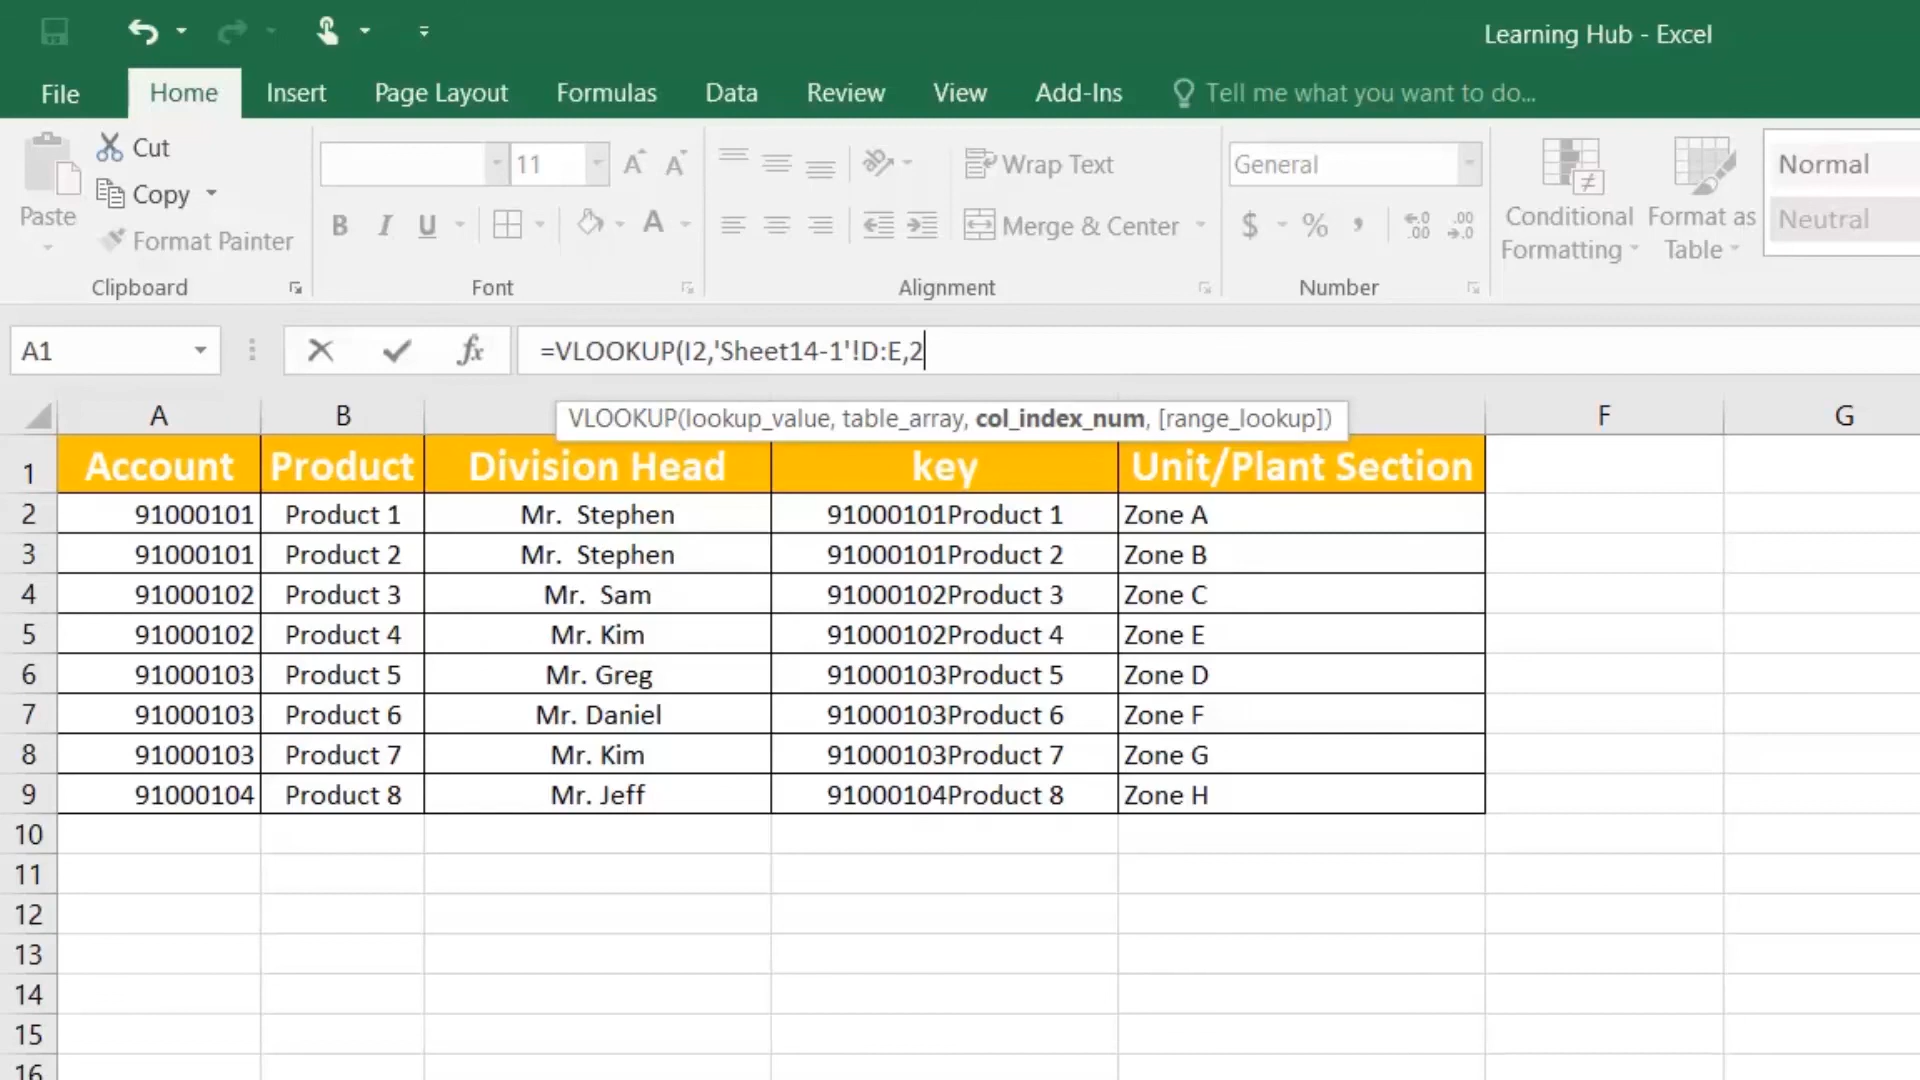 Learning Hub - Excel
File Home Insert Page Layout Formulas Data Review View Add-Ins Tell me what you want to do...
Paste
Cut
Copy
Format Painter
Clipboard
11 A A
B I U A
Font
Wrap Text
Merge & Center
Alignment
General
$ % , .0 .00 .00 .0
Number
Conditional Formatting
Format as Table
Normal
Neutral
A1 fx =VLOOKUP(I2,'Sheet14-1'!D:E,2
VLOOKUP(lookup_value, table_array, col_index_num, [range_lookup])
A B F G
1 Account Product Division Head key Unit/Plant Section
2 91000101 Product 1 Mr.  Stephen 91000101Product 1 Zone A
3 91000101 Product 2 Mr.  Stephen 91000101Product 2 Zone B
4 91000102 Product 3 Mr.  Sam 91000102Product 3 Zone C
5 91000102 Product 4 Mr. Kim 91000102Product 4 Zone E
6 91000103 Product 5 Mr. Greg 91000103Product 5 Zone D
7 91000103 Product 6 Mr. Daniel 91000103Product 6 Zone F
8 91000103 Product 7 Mr. Kim 91000103Product 7 Zone G
9 91000104 Product 8 Mr. Jeff 91000104Product 8 Zone H
10
11
12
13
14
15
16